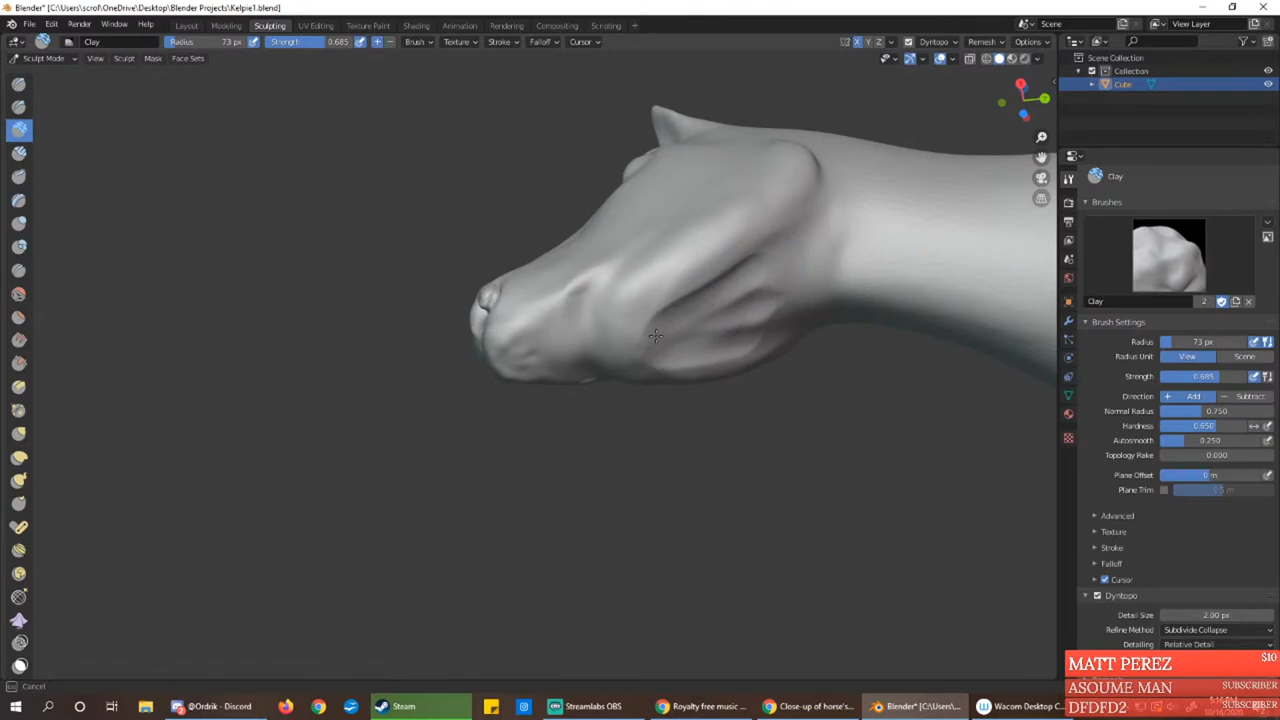 Blender* [C:\Users\scrof\OneDrive\Desktop\Blender Projects\Kelpie1.blend]
File Edit Render Window Help Layout Modeling Sculpting UV Editing Texture Paint Shading Animation Rendering Compositing Scripting + Scene View Layer
Clay Radius 73 px Strength 0.685 Brush Texture Stroke Falloff Cursor X Y Z Dyntopo Remesh Options
Sculpt Mode View Sculpt Mask Face Sets
Scene Collection
Collection
Cube
Y
Clay
Brushes
Clay 2
Brush Settings
Radius 73 px
Radius Unit View Scene
Strength 0.685
Direction + Add − Subtract
Normal Radius 0.750
Hardness 0.650
Autosmooth 0.250
Topology Rake 0.000
Plane Offset 0 m
Plane Trim 0.5 m
Advanced
Texture
Stroke
Falloff
Cursor
Dyntopo
Detail Size 2.00 px
Refine Method Subdivide Collapse
Detailing Relative Detail
MATT PEREZ $10
ASOUME MAN SUBSCRIBER
DFDFD2 SUBSCRIBER
Cancel
@Ordrik - Discord Steam Streamlabs OBS Royalty free music ... Close-up of horse's... Blender* [C:\Users\... Wacom Desktop C...
10/16/2020